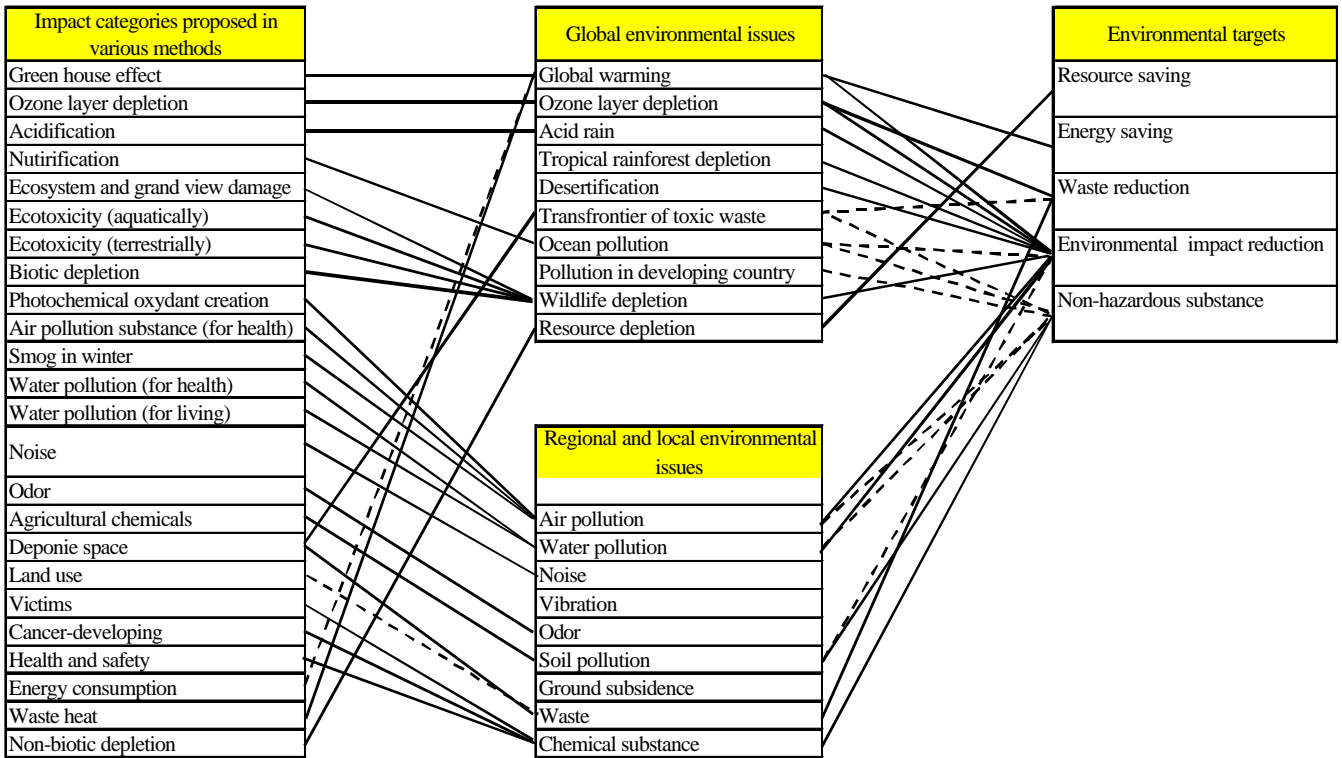 Impact categories proposed in
various methods
Green house effect
Ozone layer depletion
Acidification
Nutirification
Ecosystem and grand view damage
Ecotoxicity (aquatically)
Ecotoxicity (terrestrially)
Biotic depletion
Photochemical oxydant creation
Air pollution substance (for health)
Smog in winter
Water pollution (for health)
Water pollution (for living)
Noise
Odor
Agricultural chemicals
Deponie space
Land use
Victims
Cancer-developing
Health and safety
Energy consumption
Waste heat
Non-biotic depletion
Global environmental issues
Global warming
Ozone layer depletion
Acid rain
Tropical rainforest depletion
Desertification
Transfrontier of toxic waste
Ocean pollution
Pollution in developing country
Wildlife depletion
Resource depletion
Regional and local environmental
issues
Air pollution
Water pollution
Noise
Vibration
Odor
Soil pollution
Ground subsidence
Waste
Chemical substance
Environmental targets
Resource saving
Energy saving
Waste reduction
Environmental impact reduction
Non-hazardous substance